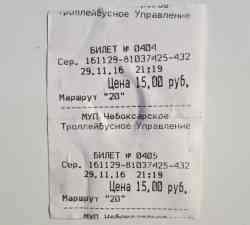 Троллейбусное Управление
БИЛЕТ № 0404
Сер. 161129-81037425-432
29.11.16 21:19
Цена 15,00 руб.
Маршрут "20"
МУП Чебоксарское
Троллейбусное Управление
БИЛЕТ № 0405
Сер. 161129-81037425-432
29.11.16 21:19
Цена 15,00 руб.
Маршрут "20"
МУП Чебоксарское